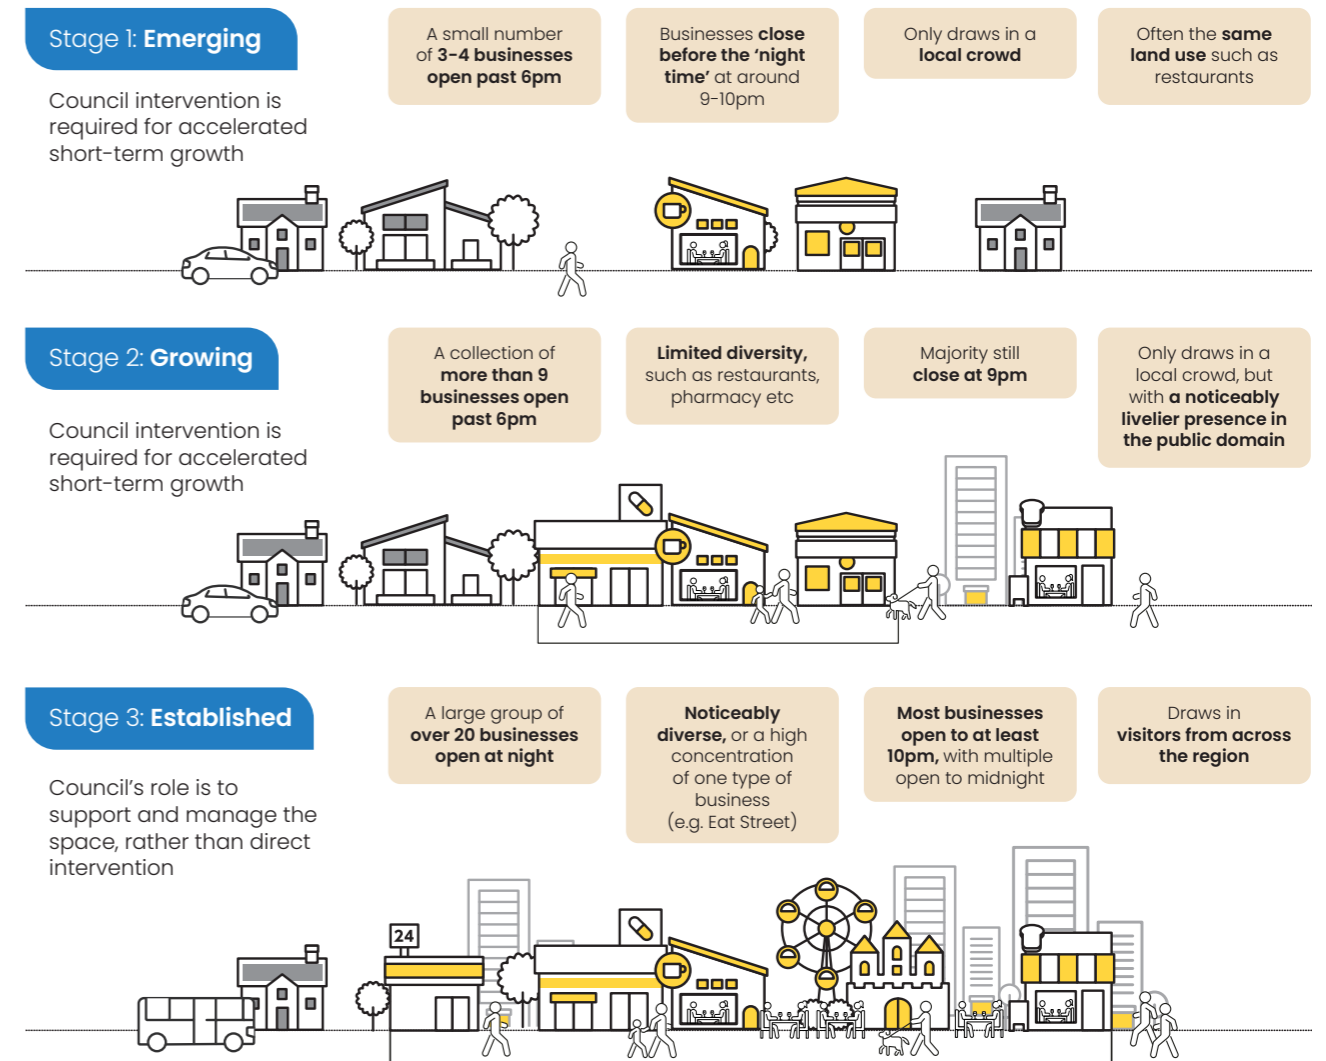 Stage 1: Emerging
Council intervention is
required for accelerated
short-term growth
A small number
of 3-4 businesses
open past 6pm
Businesses close
before the ‘night
time’ at around
9-10pm
Only draws in a
local crowd
Often the same
land use such as
restaurants
Stage 2: Growing
Council intervention is
required for accelerated
short-term growth
A collection of
more than 9
businesses open
past 6pm
Limited diversity,
such as restaurants,
pharmacy etc
Majority still
close at 9pm
Only draws in a
local crowd, but
with a noticeably
livelier presence in
the public domain
Stage 3: Established
Council’s role is to
support and manage the
space, rather than direct
intervention
A large group of
over 20 businesses
open at night
Noticeably
diverse, or a high
concentration
of one type of
business
(e.g. Eat Street)
Most businesses
open to at least
10pm, with multiple
open to midnight
Draws in
visitors from across
the region
24